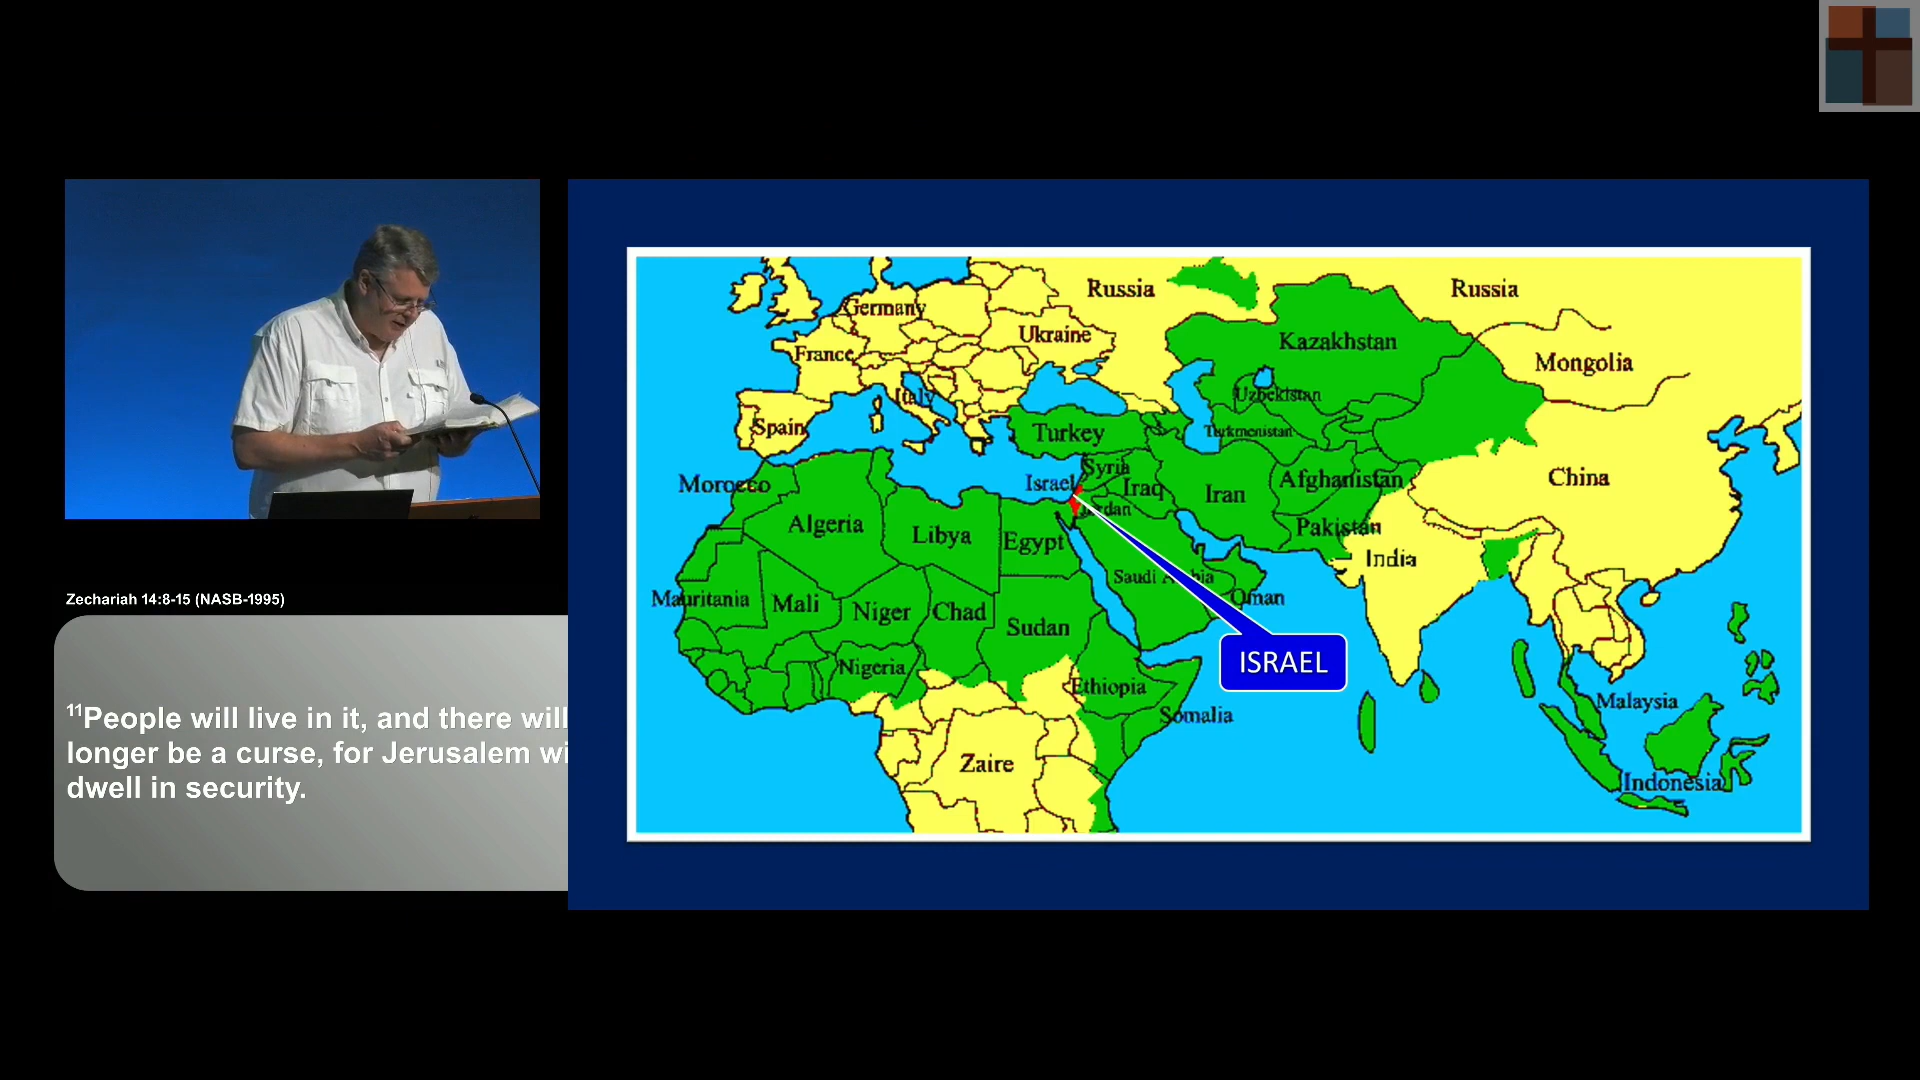 Zechariah 14:8-15 (NASB-1995)
11People will live in it, and there will
longer be a curse, for Jerusalem wi
dwell in security.
Russia
Russia
Germany
Ukraine
Kazakhstan
France
Mongolia
Italy
Uzbekistan
Spain
Turkey
Turkmenistan
Morocco
Israel
Syria
Iraq
Iran
Afghanistan
China
Jordan
Algeria
Libya
Egypt
Pakistan
India
Saudi Arabia
Mauritania
Mali
Niger
Chad
Oman
Sudan
ISRAEL
Nigeria
Ethiopia
Somalia
Malaysia
Zaire
Indonesia